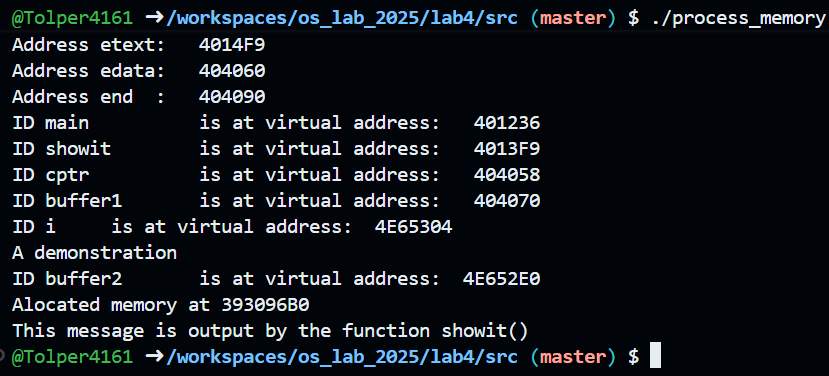 @Tolper4161 ➜/workspaces/os_lab_2025/lab4/src (master) $ ./process_memory
Address etext:   4014F9
Address edata:   404060
Address end  :   404090
ID main          is at virtual address:   401236
ID showit        is at virtual address:   4013F9
ID cptr          is at virtual address:   404058
ID buffer1       is at virtual address:   404070
ID i     is at virtual address:  4E65304
A demonstration
ID buffer2       is at virtual address:  4E652E0
Alocated memory at 393096B0
This message is output by the function showit()
@Tolper4161 ➜/workspaces/os_lab_2025/lab4/src (master) $